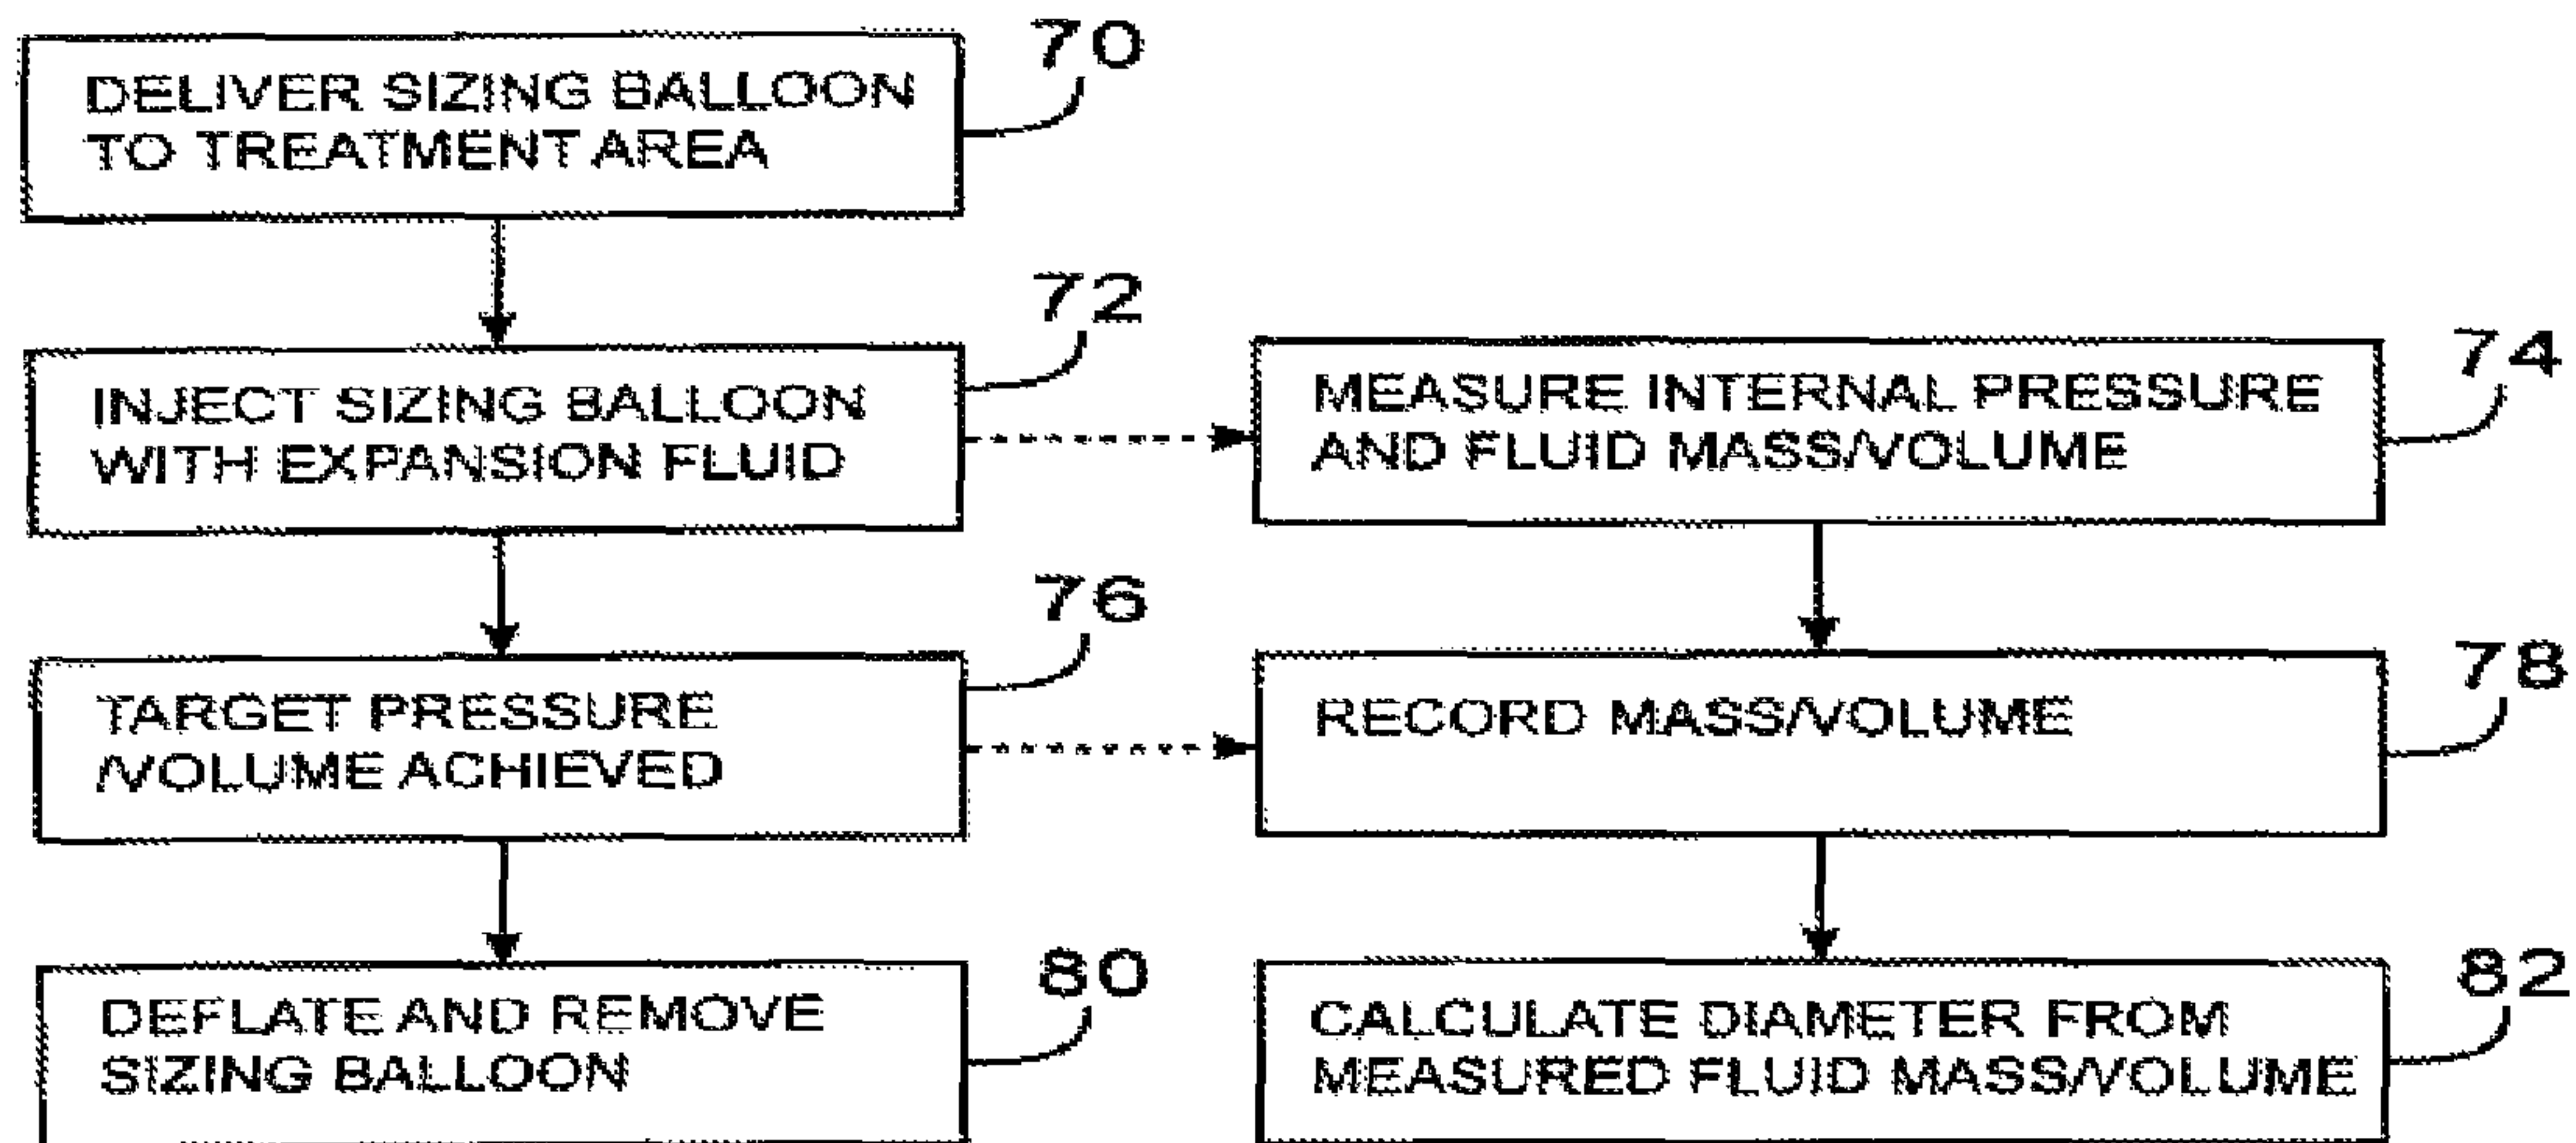 70
DELIVER SIZING BALLOON
TO TREATMENT AREA
72
INJECT SIZING BALLOON
WITH EXPANSION FLUID
74
MEASURE INTERNAL PRESSURE
AND FLUID MASS/VOLUME
76
TARGET PRESSURE
/VOLUME ACHIEVED
78
RECORD MASS/VOLUME
80
DEFLATE AND REMOVE
SIZING BALLOON
82
CALCULATE DIAMETER FROM
MEASURED FLUID MASS/VOLUME